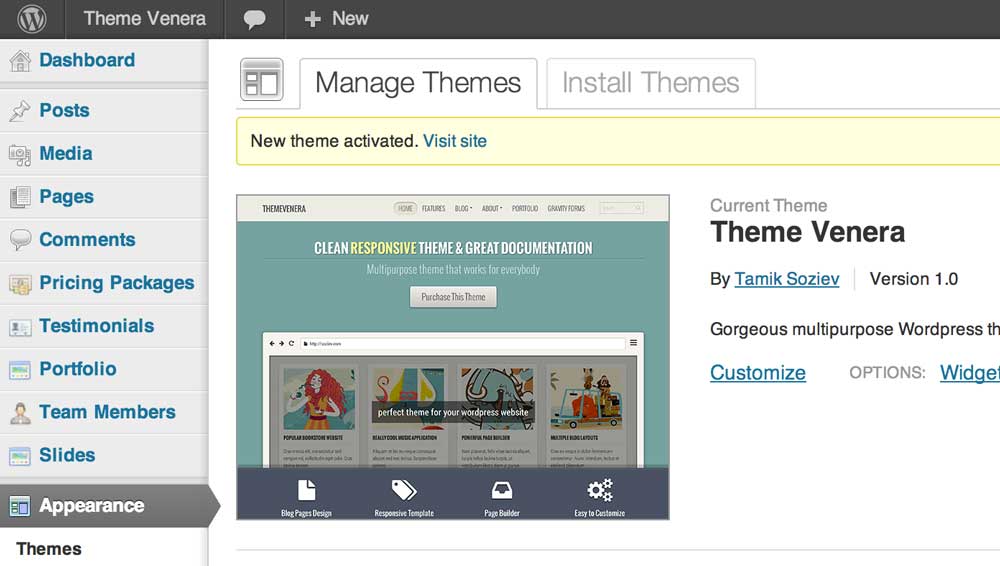 Theme Venera
New
Dashboard
Posts
Media
Pages
Comments
Pricing Packages
Testimonials
Portfolio
Team Members
Slides
Appearance
Themes
Manage Themes
Install Themes
New theme activated. Visit site
THEMEVENERA
HOME FEATURES BLOG ABOUT PORTFOLIO GRAVITY FORMS
CLEAN RESPONSIVE THEME & GREAT DOCUMENTATION
Multipurpose theme that works for everybody
Purchase This Theme
http://soziev.com
perfect theme for your wordpress website
POPULAR BOOKSTORE WEBSITE
REALLY COOL MUSIC APPLICATION
POWERFUL PAGE BUILDER
MULTIPLE BLOG LAYOUTS
Blog Pages Design
Responsive Template
Page Builder
Easy to Customize
Current Theme
Theme Venera
By Tamik Soziev
Version 1.0
Gorgeous multipurpose Wordpress th
Customize
OPTIONS: Widget